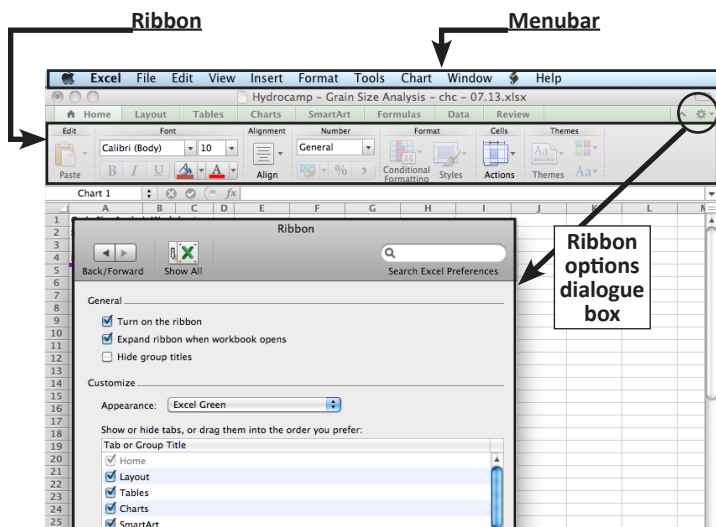 Ribbon Menubar
Excel File Edit View Insert Format Tools Chart Window Help
Hydrocamp – Grain Size Analysis – chc – 07.13.xlsx
Home Layout Tables Charts SmartArt Formulas Data Review
Edit Font Alignment Number Format Cells Themes
Calibri (Body) 10 General
Paste B I U A Align % Conditional Formatting Styles Actions Themes Aa
Chart 1 fx
A B C D E F G H I J K L
1
2
3
4
5
6
7
8
9
10
11
12
13
14
15
16
17
18
19
20
21
22
23
24
25
Ribbon
Back/Forward Show All Search Excel Preferences
General
Turn on the ribbon
Expand ribbon when workbook opens
Hide group titles
Customize
Appearance: Excel Green
Show or hide tabs, or drag them into the order you prefer:
Tab or Group Title
Home
Layout
Tables
Charts
SmartArt
Ribbon
options
dialogue
box